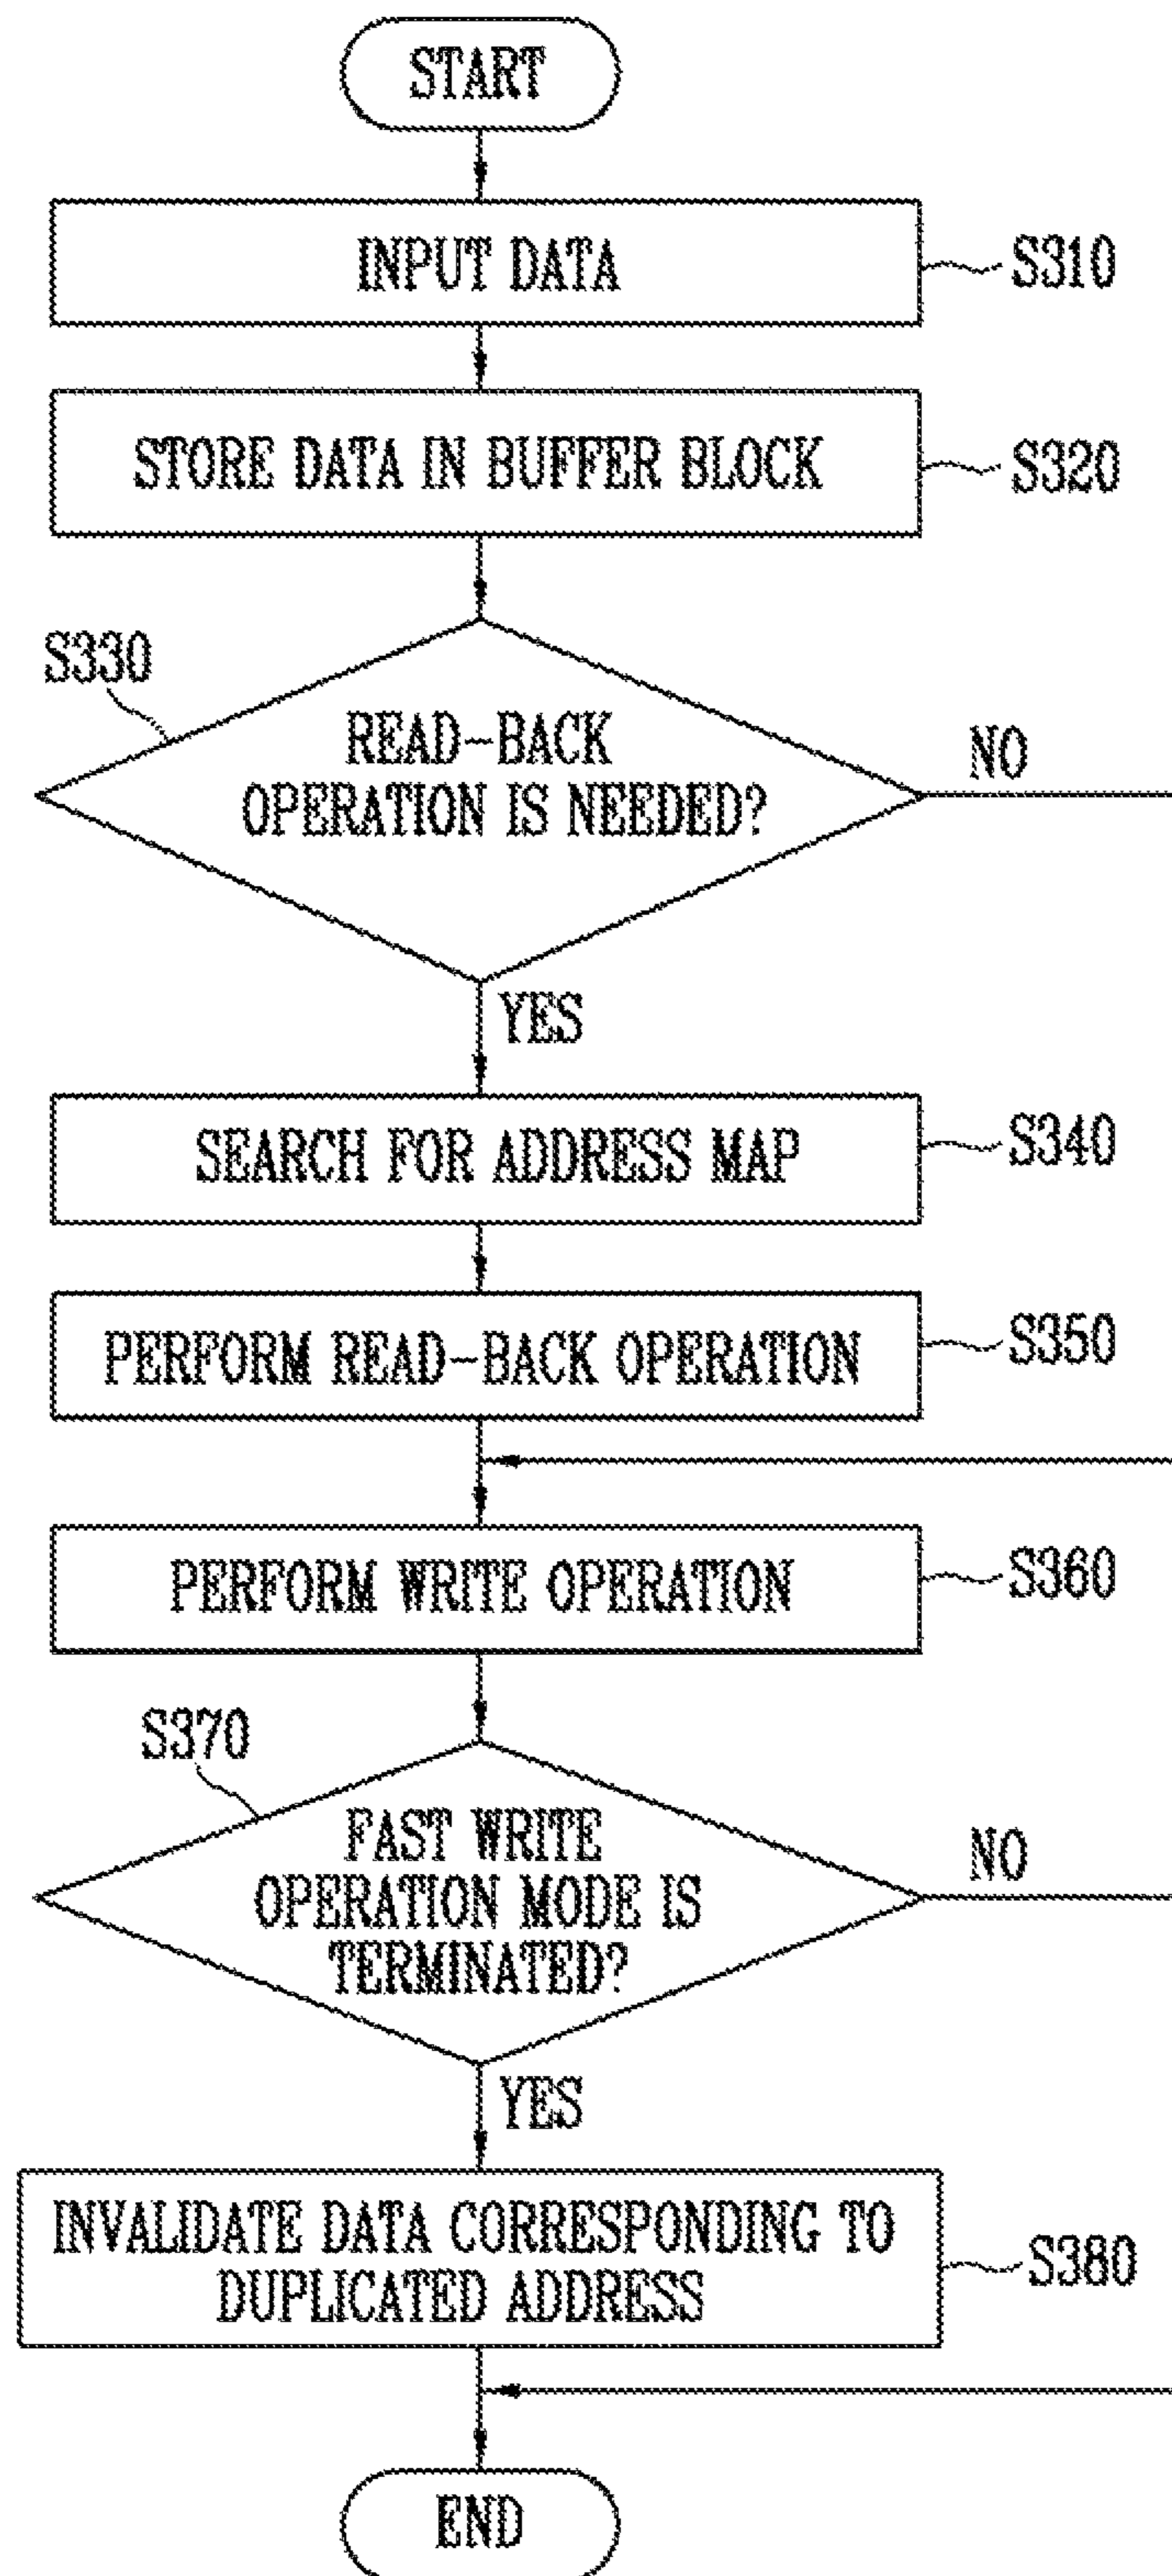 START
INPUT DATA
S310
STORE DATA IN BUFFER BLOCK
S320
S330
READ-BACK
OPERATION IS NEEDED?
NO
YES
SEARCH FOR ADDRESS MAP
S340
PERFORM READ-BACK OPERATION
S350
PERFORM WRITE OPERATION
S360
S370
FAST WRITE
OPERATION MODE IS
TERMINATED?
NO
YES
INVALIDATE DATA CORRESPONDING TO
DUPLICATED ADDRESS
S380
END